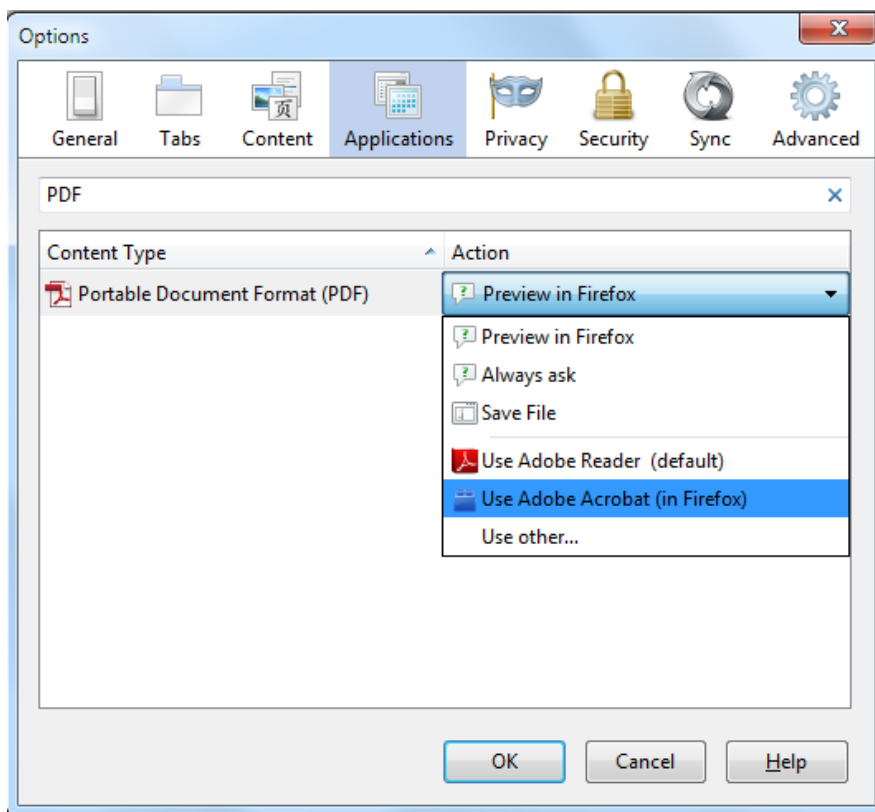 Options
General Tabs Content Applications Privacy Security Sync Advanced
PDF
Content Type Action
Portable Document Format (PDF) Preview in Firefox
Preview in Firefox
Always ask
Save File
Use Adobe Reader (default)
Use Adobe Acrobat (in Firefox)
Use other...
OK Cancel Help